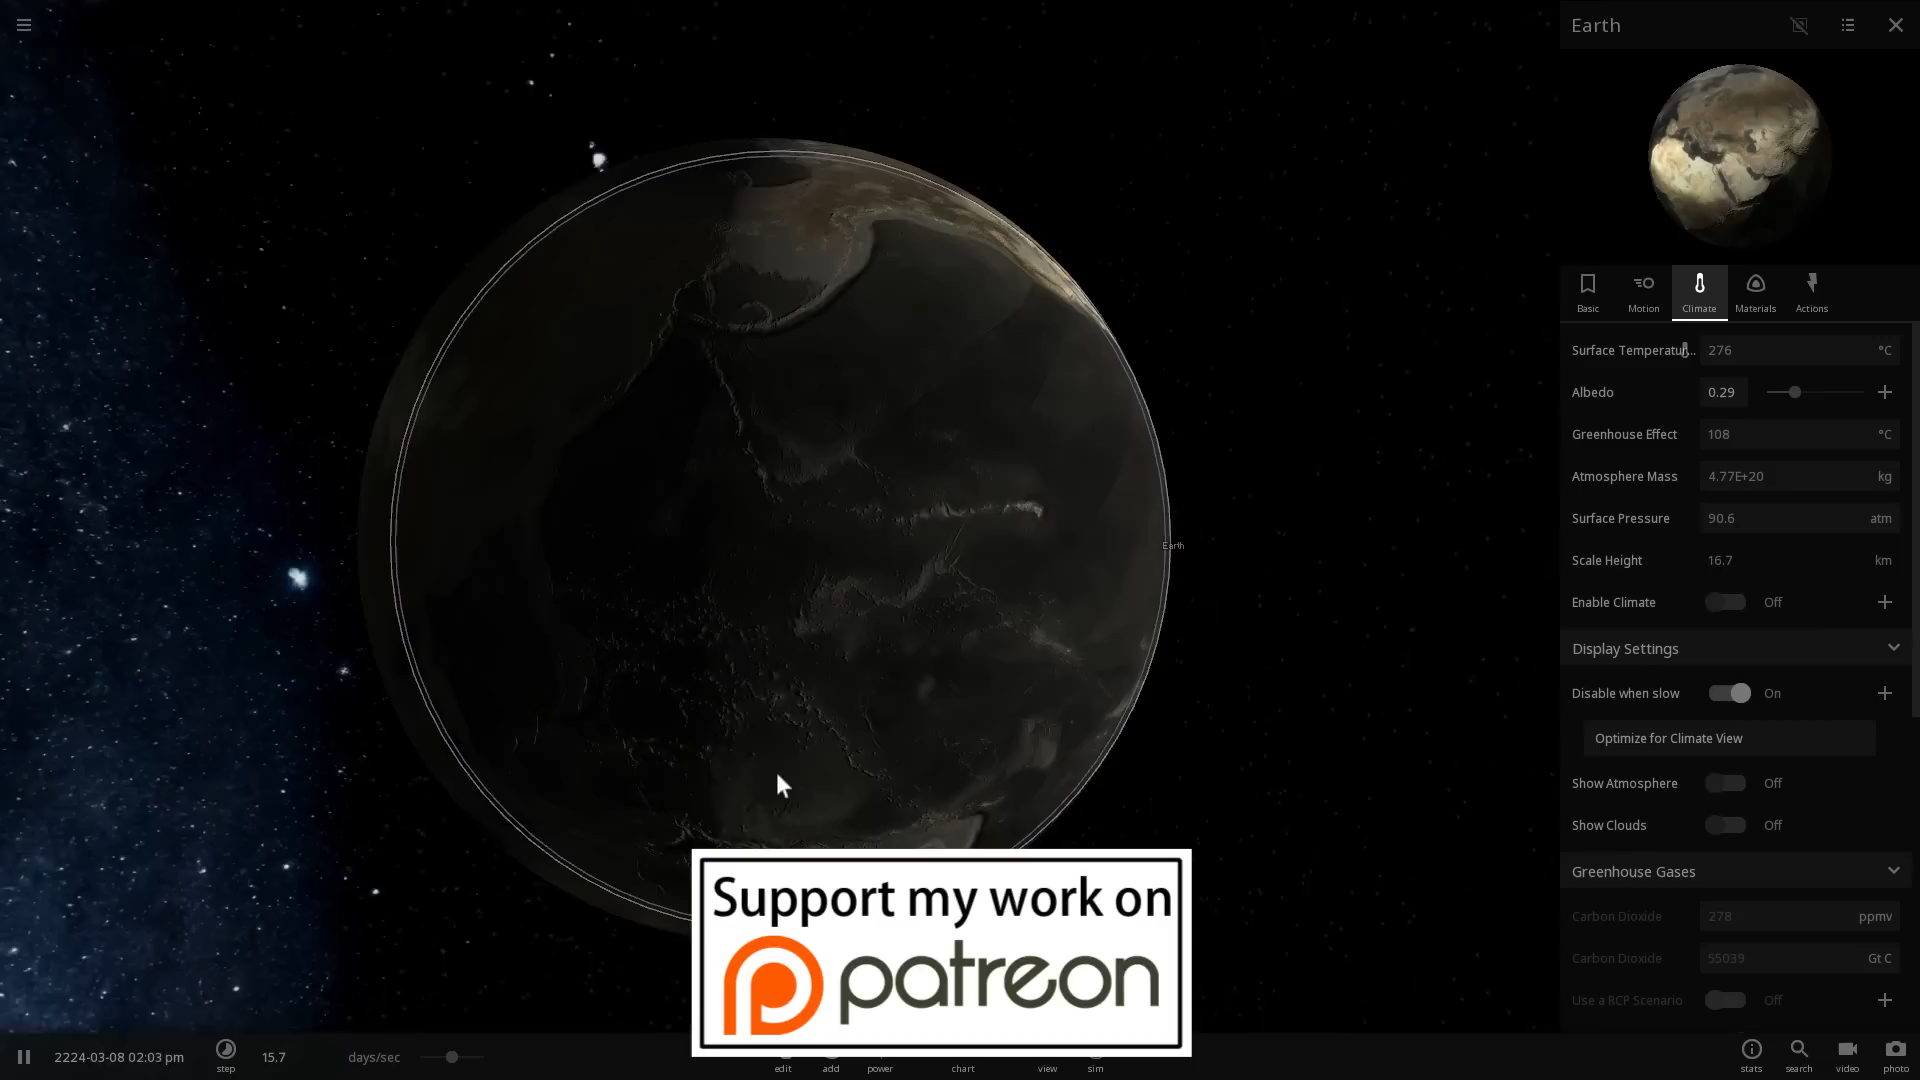 Earth
Basic
Motion
Climate
Materials
Actions
Surface Temperatur...
276
°C
Albedo
0.29
Greenhouse Effect
108
°C
Atmosphere Mass
4.77E+20
kg
Surface Pressure
90.6
atm
Scale Height
16.7
km
Enable Climate
Off
Display Settings
Disable when slow
On
Optimize for Climate View
Show Atmosphere
Off
Show Clouds
Off
Greenhouse Gases
Carbon Dioxide
278
ppmv
Carbon Dioxide
55039
Gt C
Use a RCP Scenario
Off
Earth
Support my work on
patreon
2224-03-08 02:03 pm
step
15.7
days/sec
edit
add
power
chart
view
sim
stats
search
video
photo